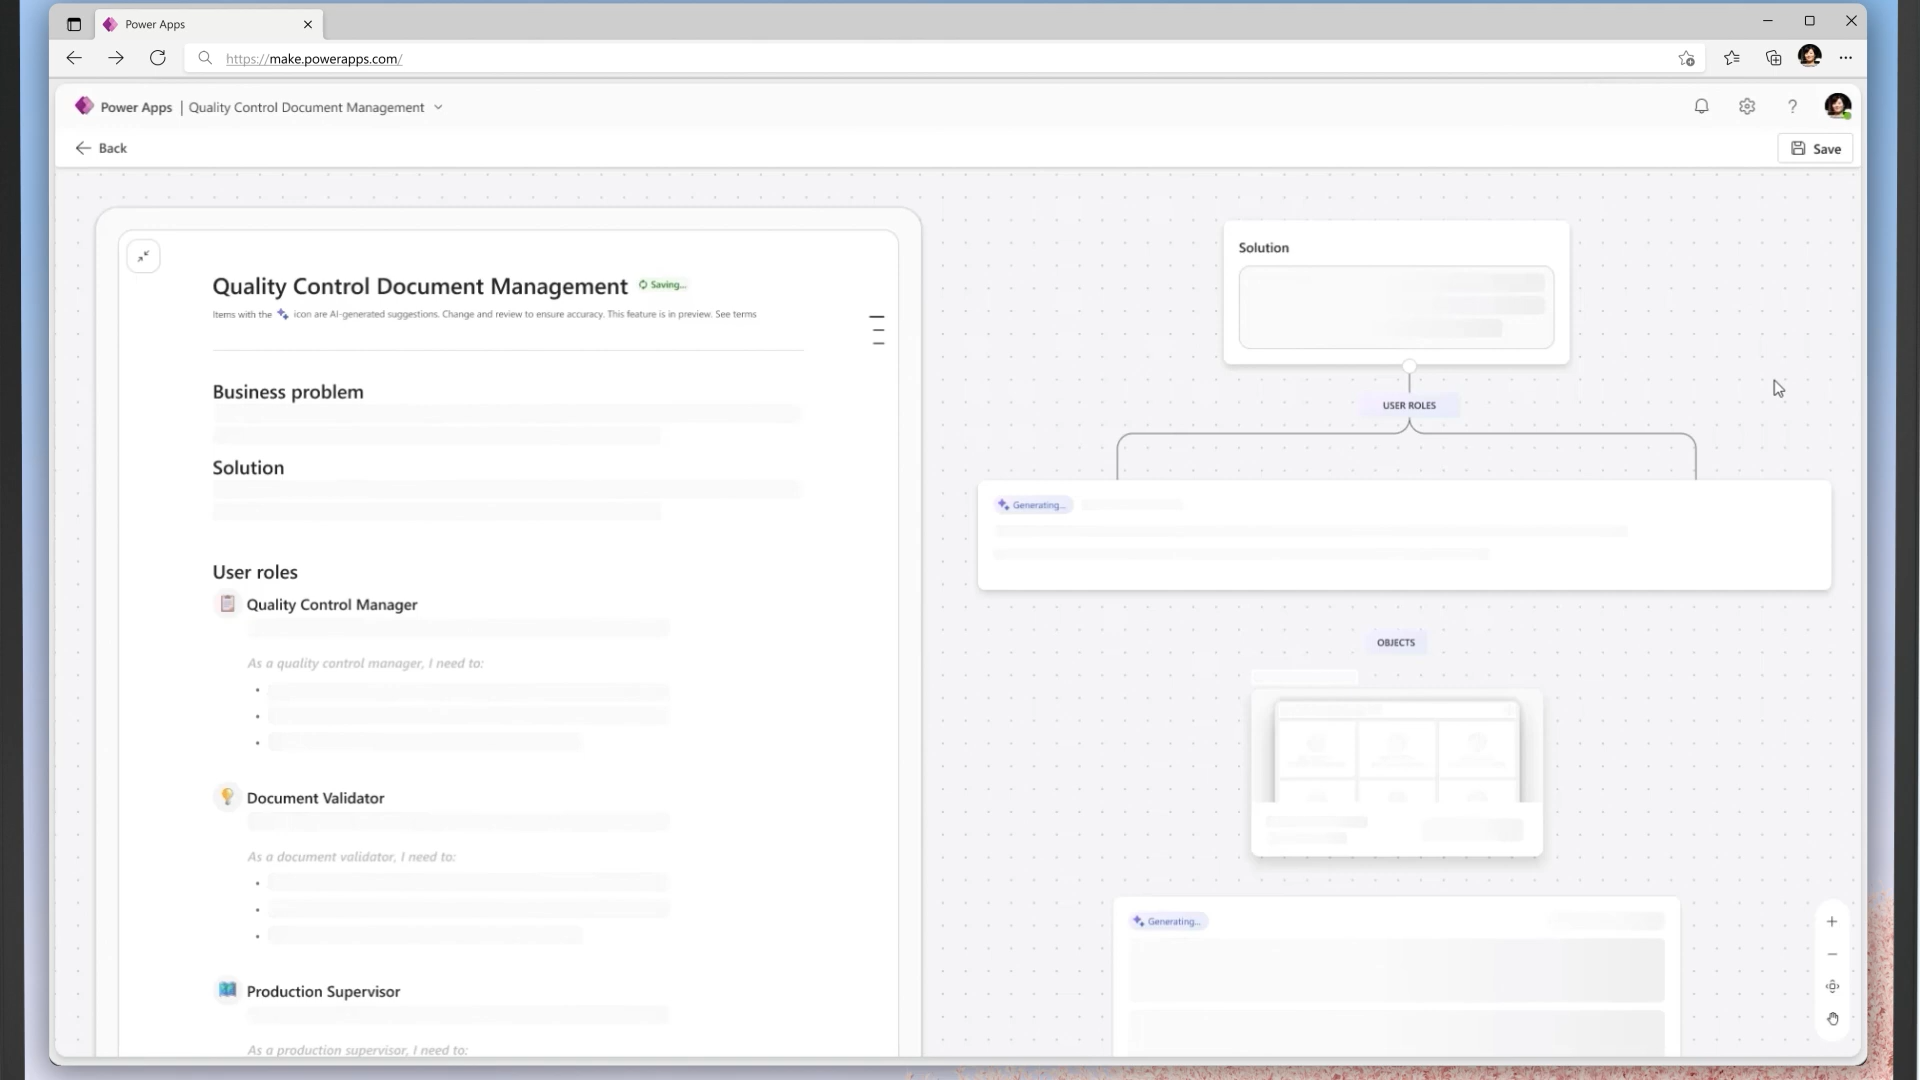 Power Apps
https://make.powerapps.com/
Power Apps | Quality Control Document Management
Back
Save
Quality Control Document Management
Saving...
Items with the icon are AI-generated suggestions. Change and review to ensure accuracy. This feature is in preview. See terms
Business problem
Solution
User roles
Quality Control Manager
As a quality control manager, I need to:
Document Validator
As a document validator, I need to:
Production Supervisor
As a production supervisor, I need to:
Solution
USER ROLES
Generating...
OBJECTS
Generating...